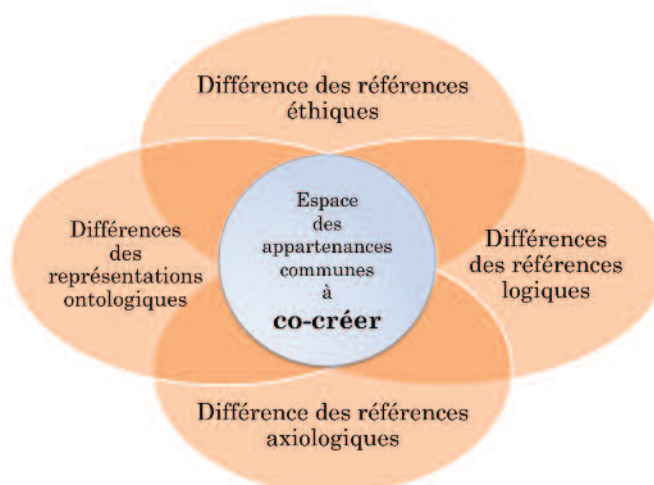 Différence des références
éthiques
Différences
des
représentations
ontologiques
Espace
des
appartenances
communes
à
co-créer
Différences
des références
logiques
Différence des références
axiologiques